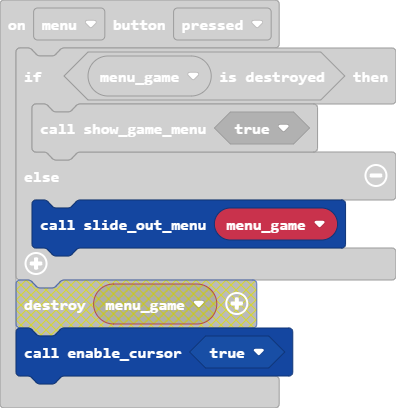 on menu button pressed
if menu_game is destroyed then
call show_game_menu true
else
call slide_out_menu menu_game
destroy menu_game
call enable_cursor true